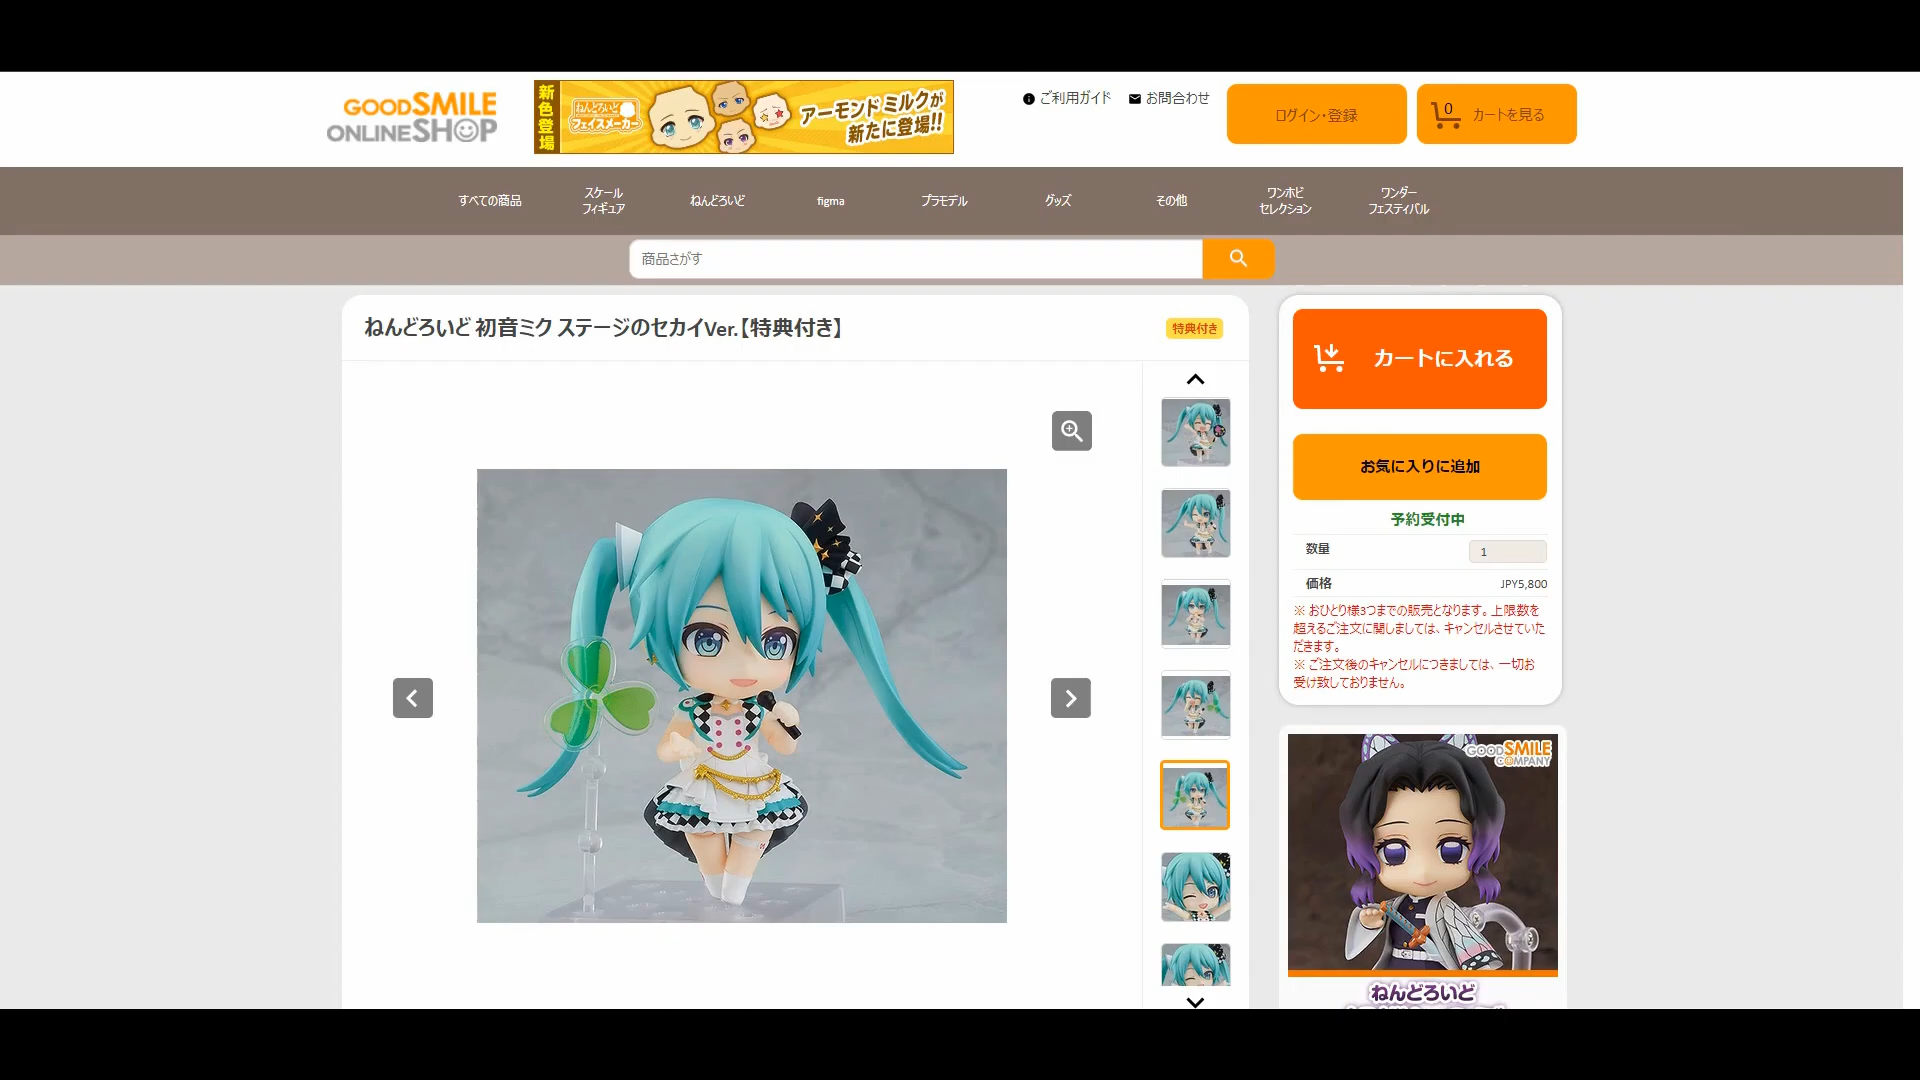 GOODSMILE
ONLINESHOP
新色登場
ねんどろいど
フェイスメーカー
アーモンドミルクが
新たに登場!!
ご利用ガイド
お問合わせ
ログイン・登録
0
カートを見る
すべての商品
スケール
フィギュア
ねんどろいど
figma
プラモデル
グッズ
その他
ワンホビ
セレクション
ワンダー
フェスティバル
商品さがす
ねんどろいど 初音ミク ステージのセカイVer.【特典付き】
特典付き
カートに入れる
お気に入りに追加
予約受付中
数量
1
価格
JPY5,800
※ おひとり様3つまでの販売となります。上限数を
超えるご注文に関しましては、キャンセルさせていた
だきます。
※ ご注文後のキャンセルにつきましては、一切お
受け致しておりません。
GOODSMILE
COMPANY
ねんどろいど